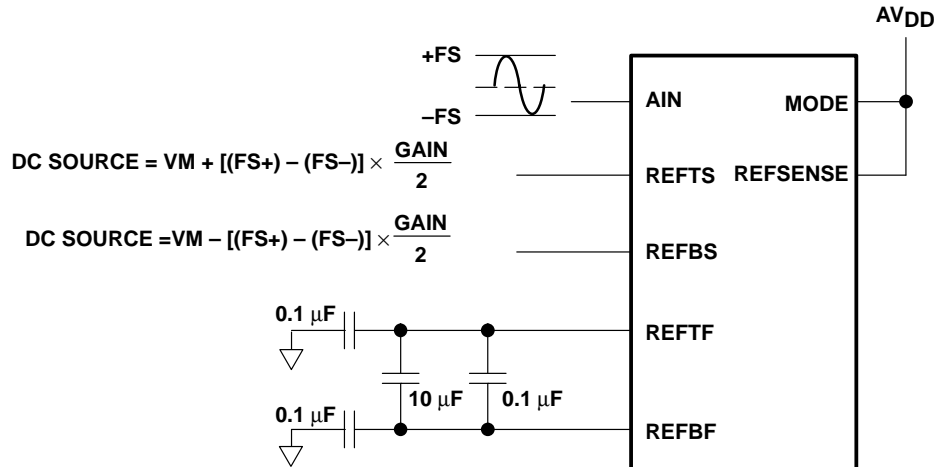 AVDD
+FS
–FS
AIN
MODE
DC SOURCE = VM + [(FS+) – (FS–)] × GAIN
2
REFTS
REFSENSE
DC SOURCE =VM – [(FS+) – (FS–)] × GAIN
2
REFBS
0.1 μF
REFTF
10 μF
0.1 μF
0.1 μF
REFBF